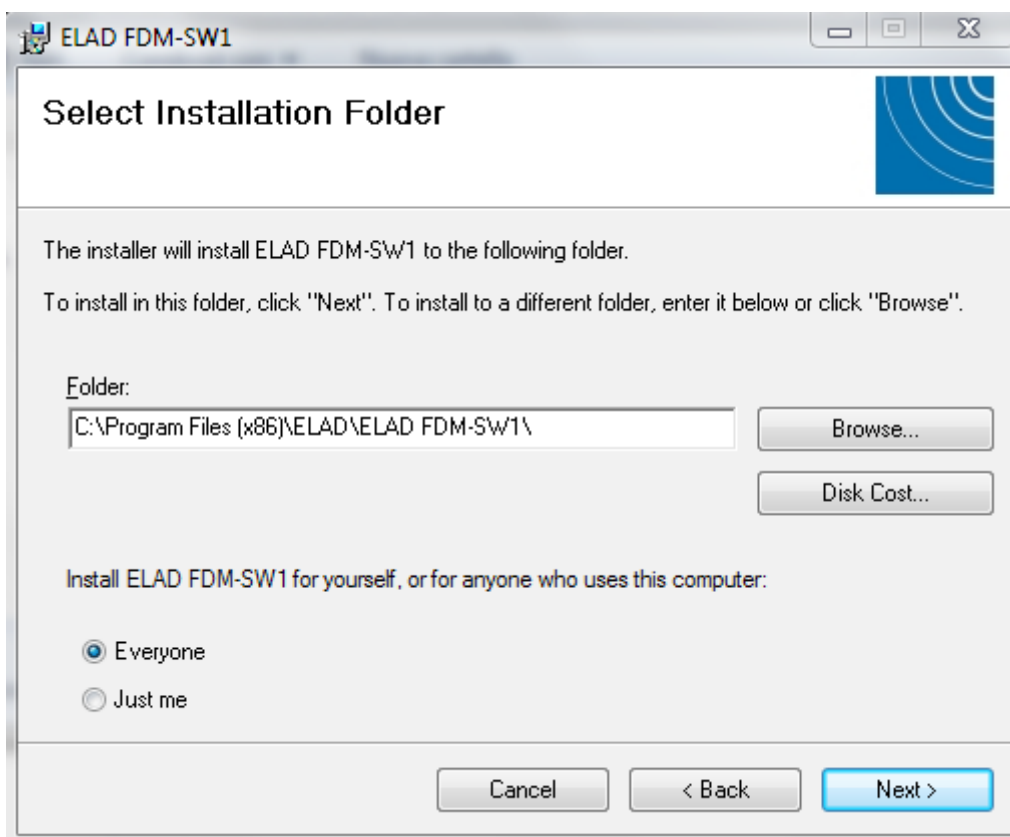 ELAD FDM-SW1
Select Installation Folder
The installer will install ELAD FDM-SW1 to the following folder.
To install in this folder, click "Next". To install to a different folder, enter it below or click "Browse".
Folder:
C:\Program Files (x86)\ELAD\ELAD FDM-SW1\
Browse...
Disk Cost...
Install ELAD FDM-SW1 for yourself, or for anyone who uses this computer:
Everyone
Just me
Cancel
< Back
Next >